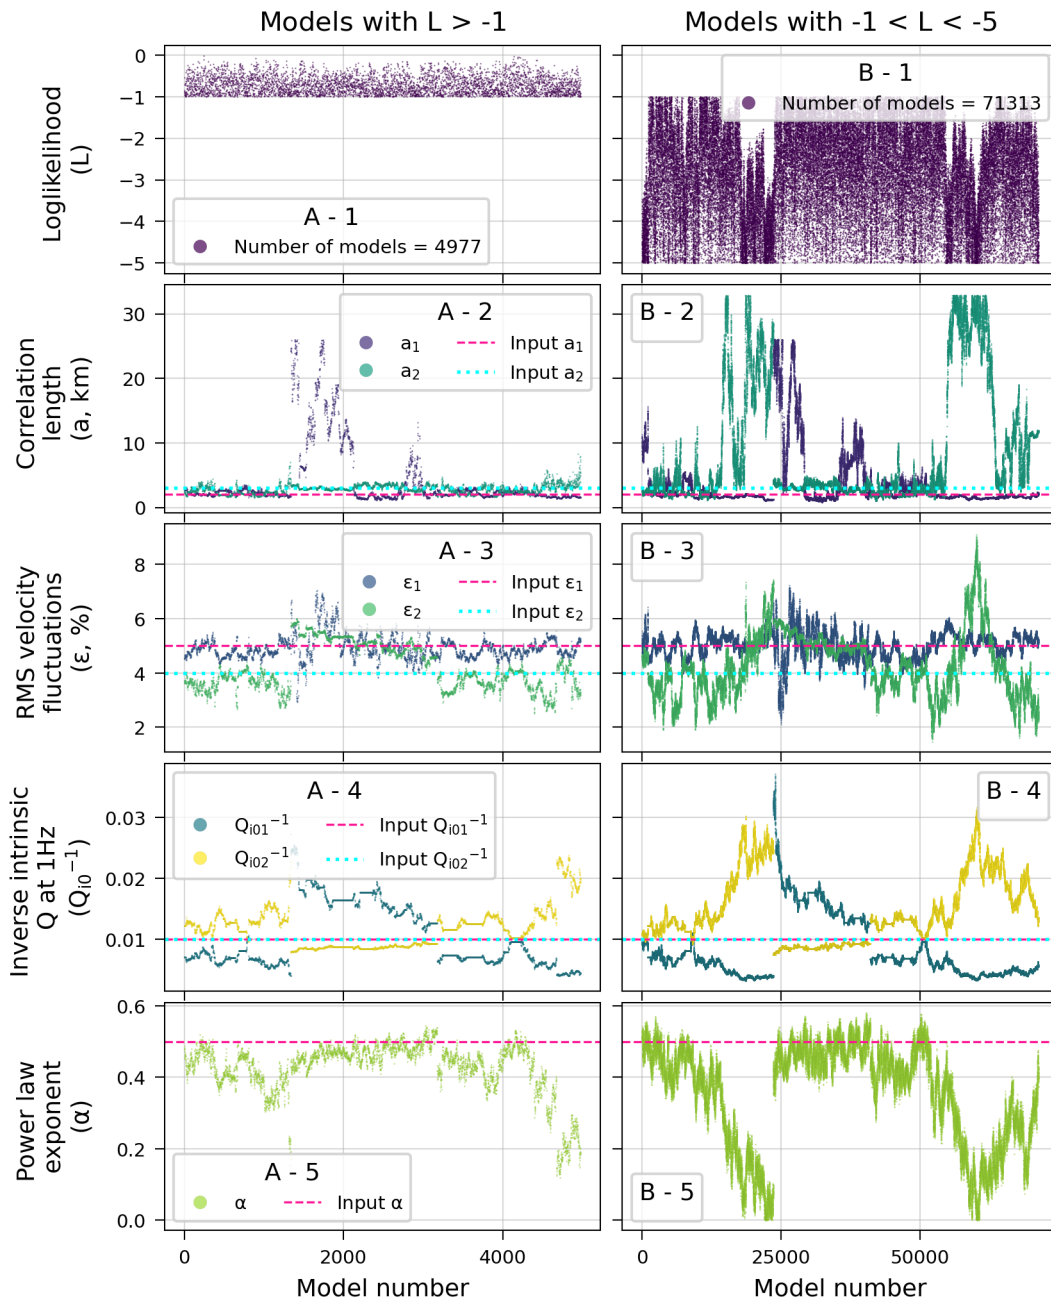 Models with L > -1
Models with -1 < L < -5
Loglikelihood
(L)
0
−1
−2
−3
−4
−5
A - 1
Number of models = 4977
B - 1
Number of models = 71313
Correlation
length
(a, km)
30
20
10
0
A - 2
a₁
a₂
Input a₁
Input a₂
B - 2
RMS velocity
fluctuations
(ε, %)
8
6
4
2
A - 3
ε₁
ε₂
Input ε₁
Input ε₂
B - 3
Inverse intrinsic
Q at 1Hz
(Qᵢ₀⁻¹)
0.03
0.02
0.01
A - 4
Qᵢ₀₁⁻¹
Qᵢ₀₂⁻¹
Input Qᵢ₀₁⁻¹
Input Qᵢ₀₂⁻¹
B - 4
Power law
exponent
(α)
0.6
0.4
0.2
0.0
A - 5
α
Input α
B - 5
0
2000
4000
0
25000
50000
Model number
Model number